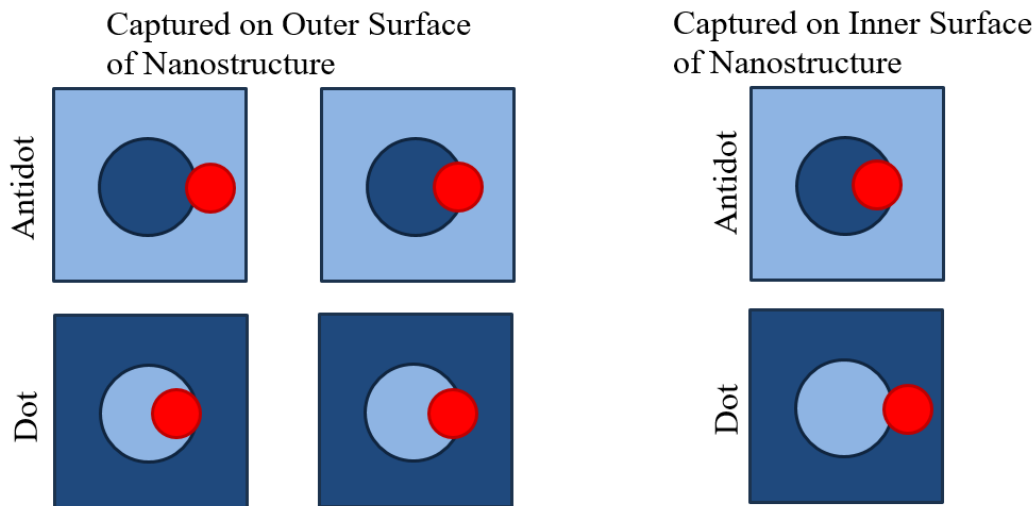 Captured on Outer Surface
of Nanostructure
Captured on Inner Surface
of Nanostructure
Antidot
Antidot
Dot
Dot